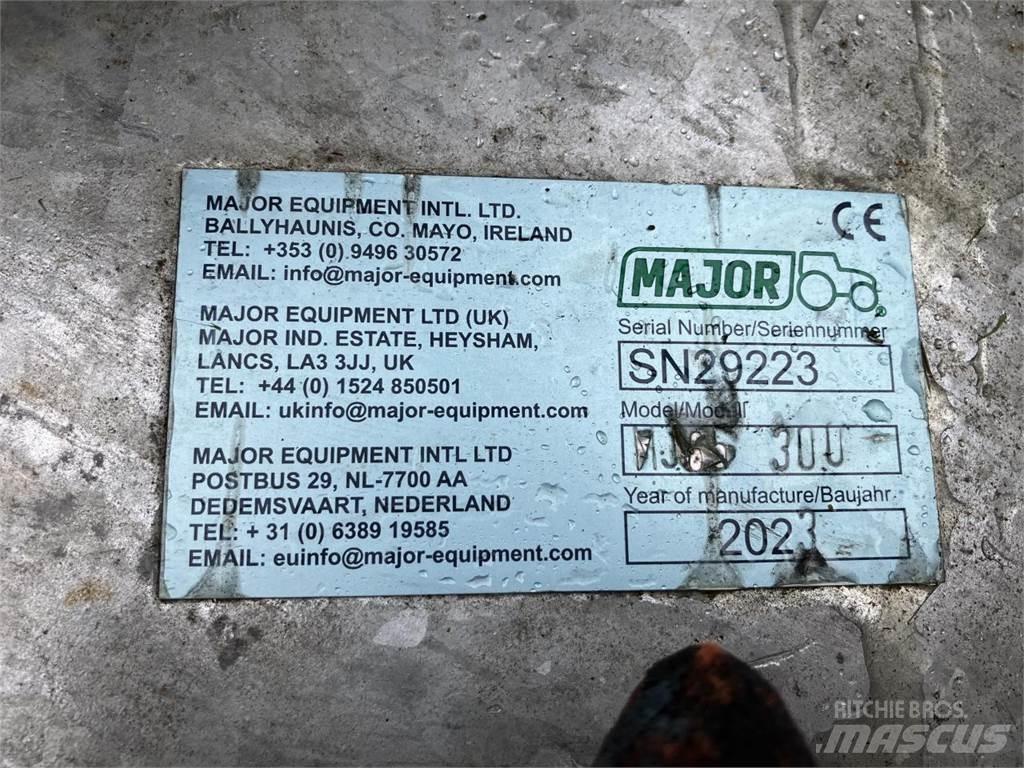 MAJOR EQUIPMENT INTL. LTD.
BALLYHAUNIS, CO. MAYO, IRELAND
TEL: +353 (0) 9496 30572
EMAIL: info@major-equipment.com
MAJOR EQUIPMENT LTD (UK)
MAJOR IND. ESTATE, HEYSHAM,
LANCS, LA3 3JJ, UK
TEL: +44 (0) 1524 850501
EMAIL: ukinfo@major-equipment.com
MAJOR EQUIPMENT INTL LTD
POSTBUS 29, NL-7700 AA
DEDEMSVAART, NEDERLAND
TEL: + 31 (0) 6389 19585
EMAIL: euinfo@major-equipment.com
CE
MAJOR
Serial Number/Seriennummer
SN29223
Model/Modell
300
Year of manufacture/Baujahr
2023
RITCHIE BROS.
MASCUS